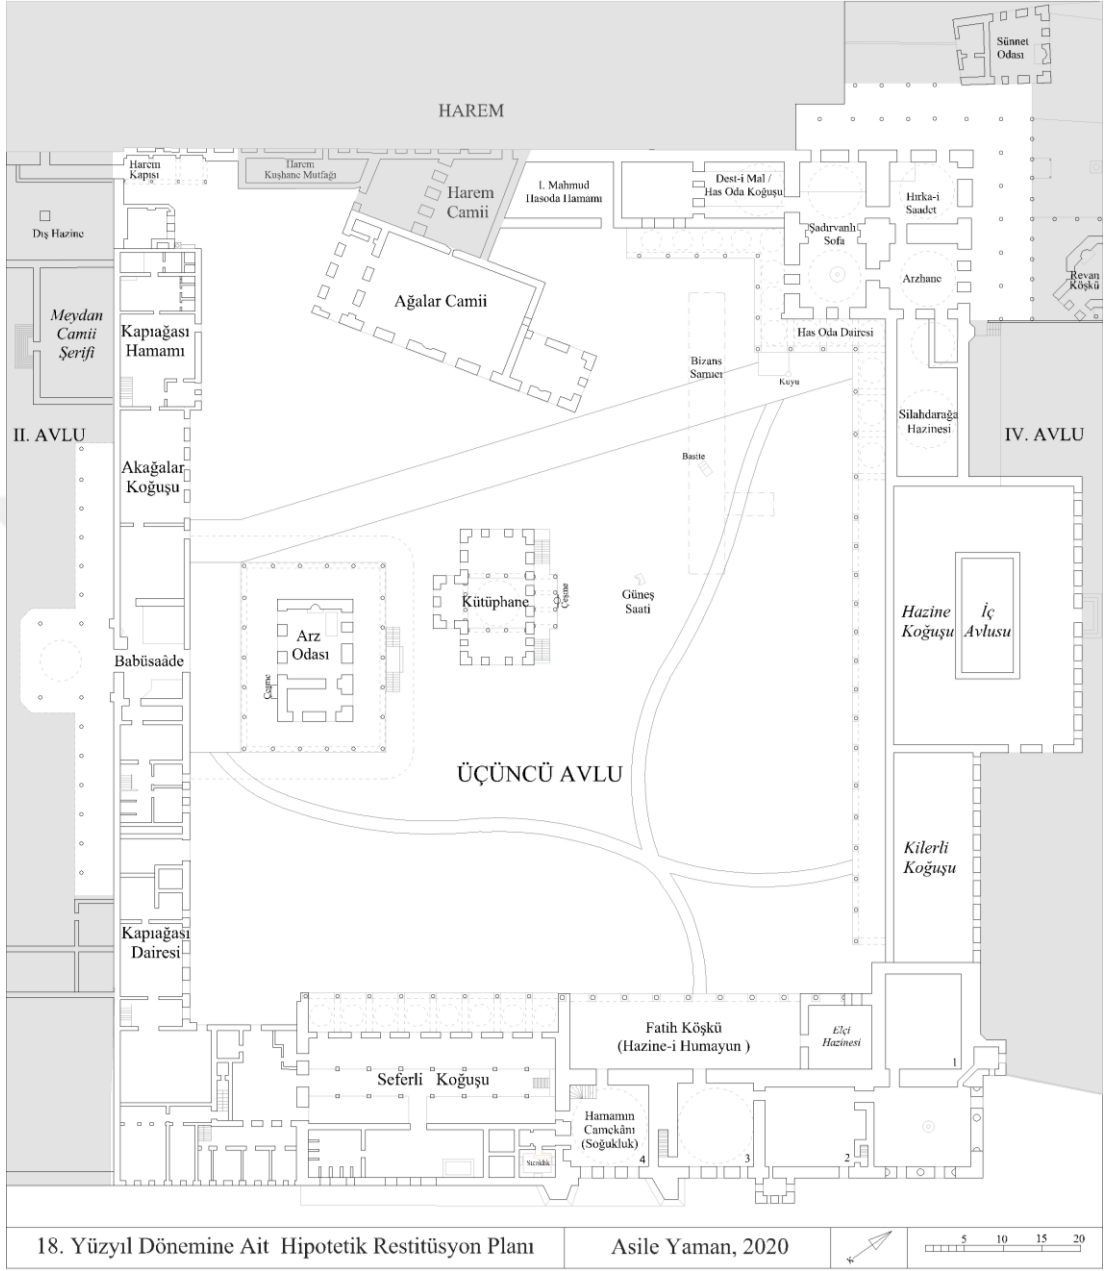 Sünnet
Odası
HAREM
Harem
Kapısı
Harem
Kuşhane Mutfağı
Harem
Camii
I. Mahmud
Hasoda Hamamı
Dest-i Mal /
Has Oda Koğuşu
Hırka-i
Saadet
Şadırvanlı
Sofa
Dış Hazine
Arzhane
Revan
Köşkü
Ağalar Camii
Meydan
Camii
Şerifi
Kapıağası
Hamamı
Has Oda Dairesi
Bizans
Sarnıcı
Kuyu
Silahdarağa
Hazinesi
II. AVLU
IV. AVLU
Akağalar
Koğuşu
Basıte
Kütüphane
Çeşme
Güneş
Saati
Hazine
Koğuşu
İç
Avlusu
Arz
Odası
Çeşme
Babüsaâde
ÜÇÜNCÜ AVLU
Kilerli
Koğuşu
Kapıağası
Dairesi
Fatih Köşkü
(Hazine-i Humayun )
Elçi
Hazinesi
1
Seferli Koğuşu
Hamamın
Camekânı
(Soğukluk)
Sıcaklık
4
3
2
18. Yüzyıl Dönemine Ait Hipotetik Restitüsyon Planı
Asile Yaman, 2020
K
5 10 15 20